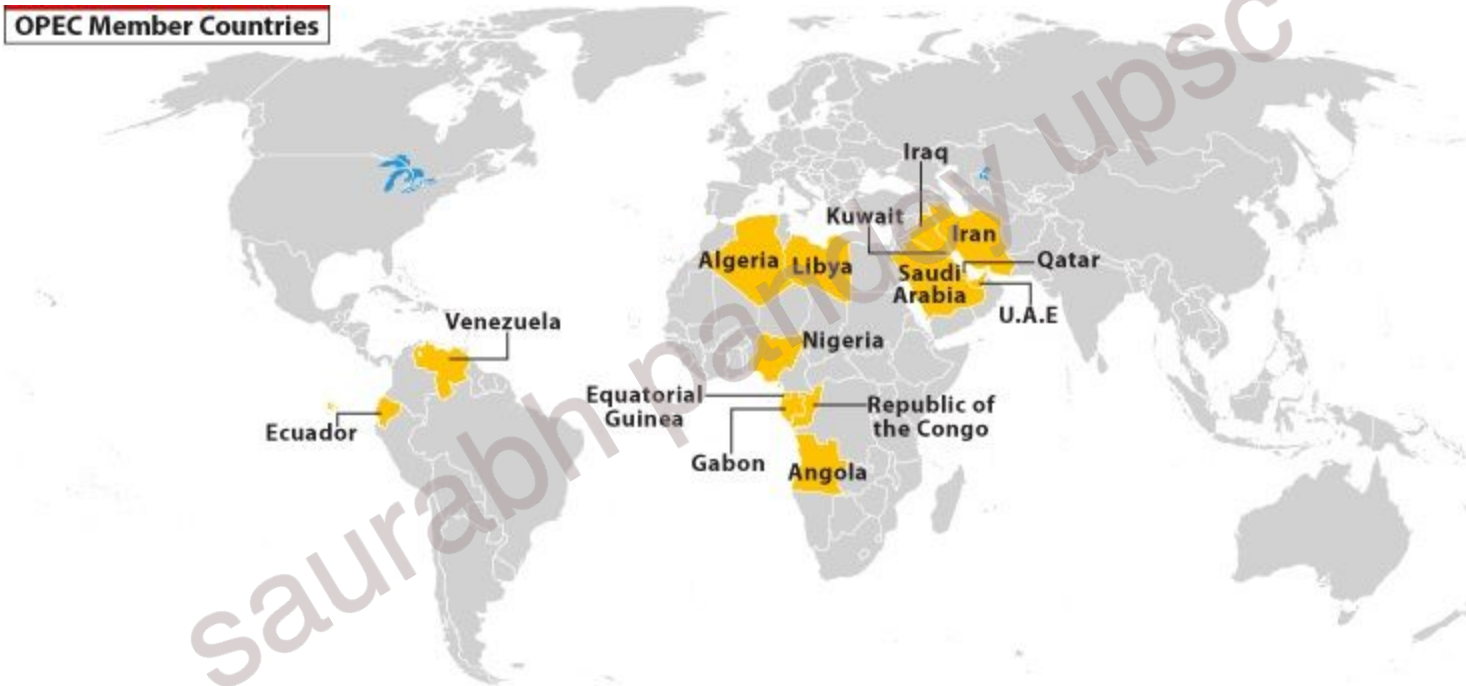 OPEC Member Countries
Iraq
Kuwait
Iran
Algeria
Libya
Qatar
Saudi
Arabia
U.A.E
Venezuela
Nigeria
Equatorial
Guinea
Republic of
the Congo
Ecuador
Gabon
Angola
saurabh pandey upsc